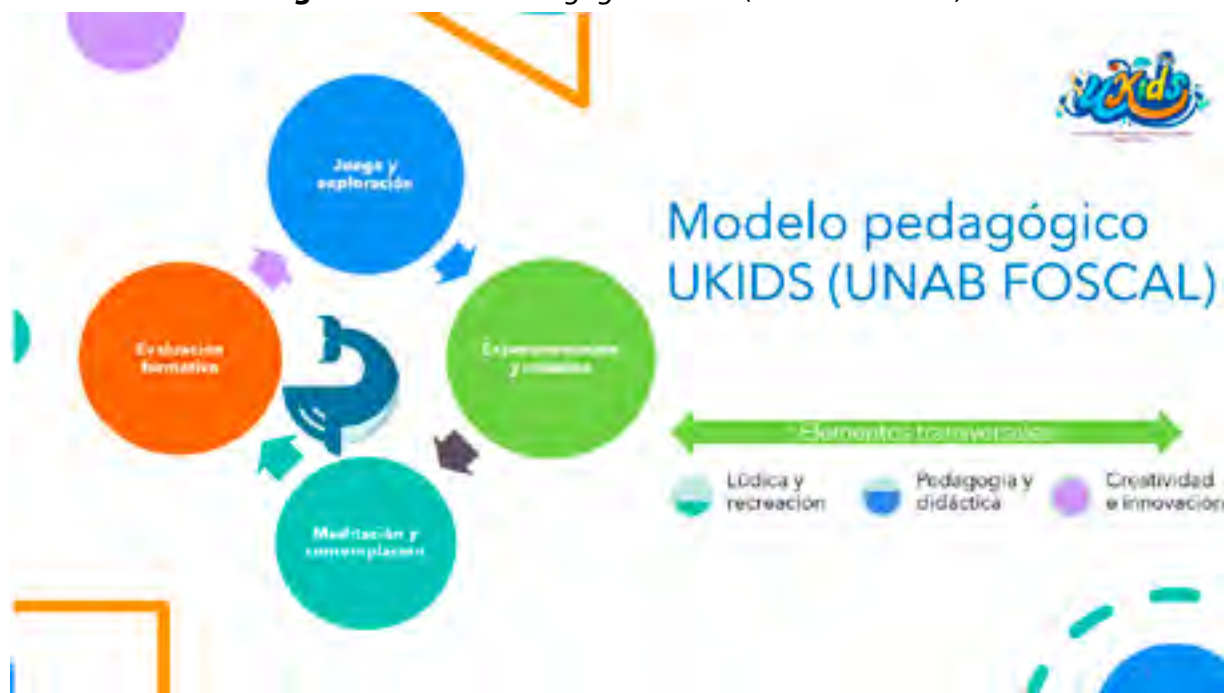 Juego y
exploración
Evaluación
formativa
y
Meditación y
contemplación
UKids
Modelo pedagógico
UKIDS (UNAB FOSCAL)
Elementos transversales
Lúdica y
recreación
Pedagogía y
didáctica
Creatividad
e innovación